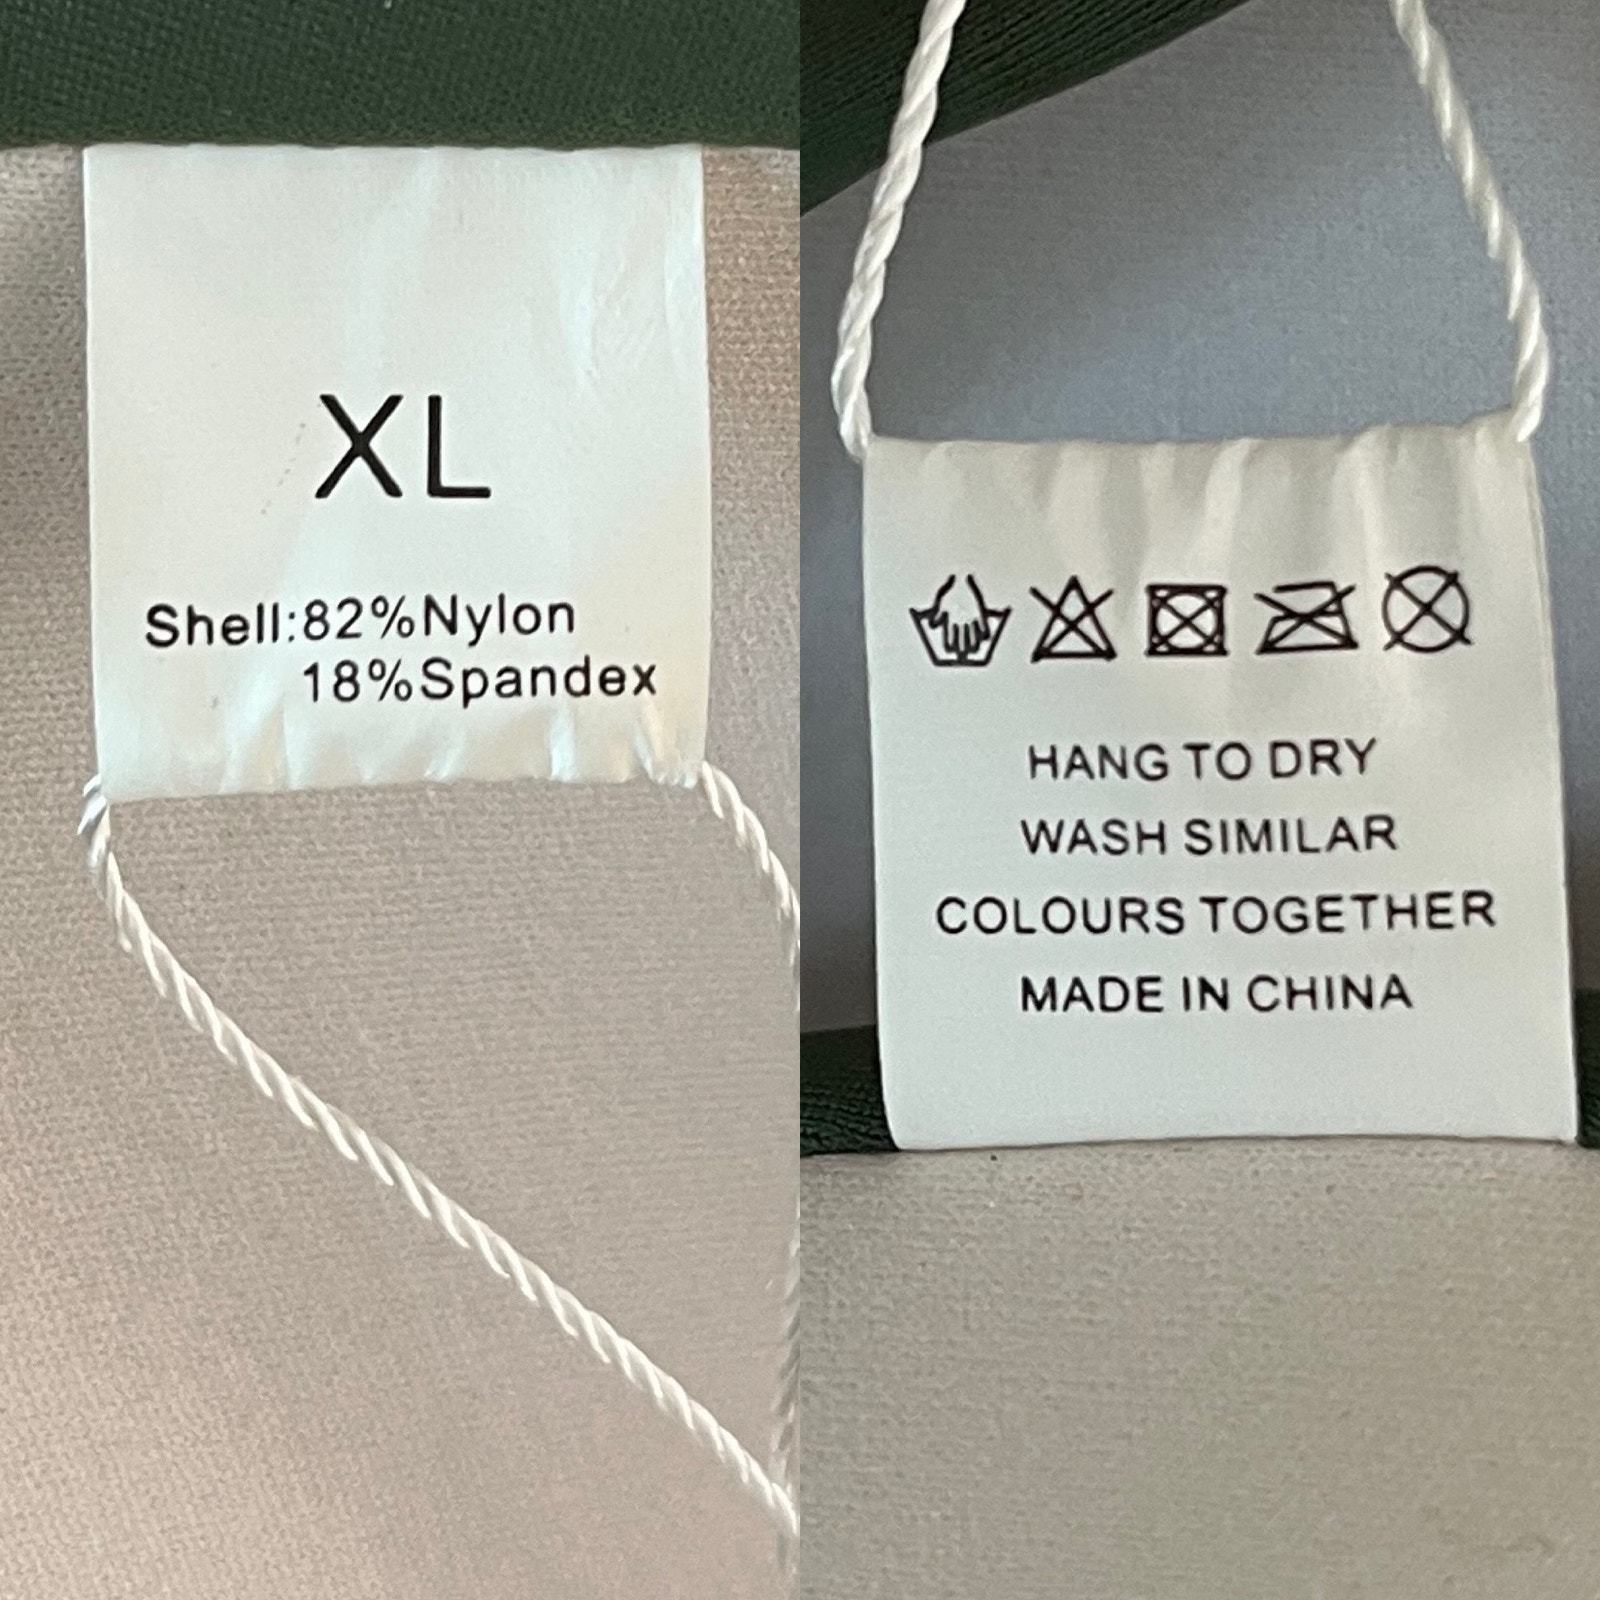 XL
Shell:82%Nylon
18%Spandex
HANG TO DRY
WASH SIMILAR
COLOURS TOGETHER
MADE IN CHINA